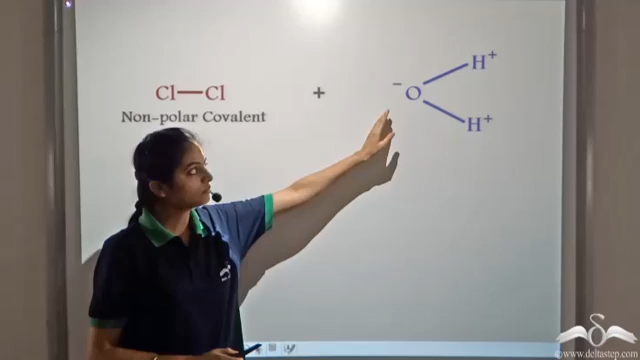 Cl—Cl + ⁻O H⁺
H⁺
Non-polar Covalent
©www.deltastep.com